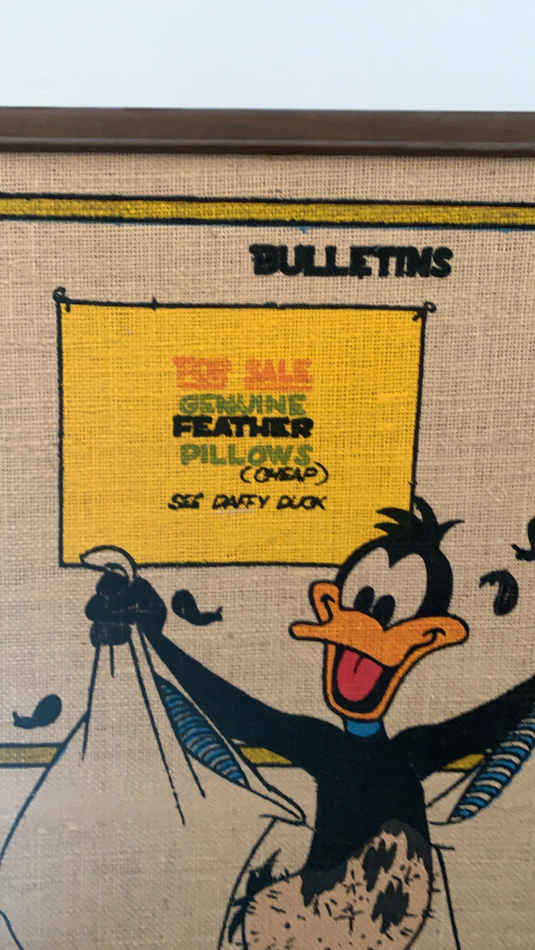 BULLETINS
FOR SALE
GENUINE
FEATHER
PILLOWS
(CHEAP)
SEE DAFFY DUCK